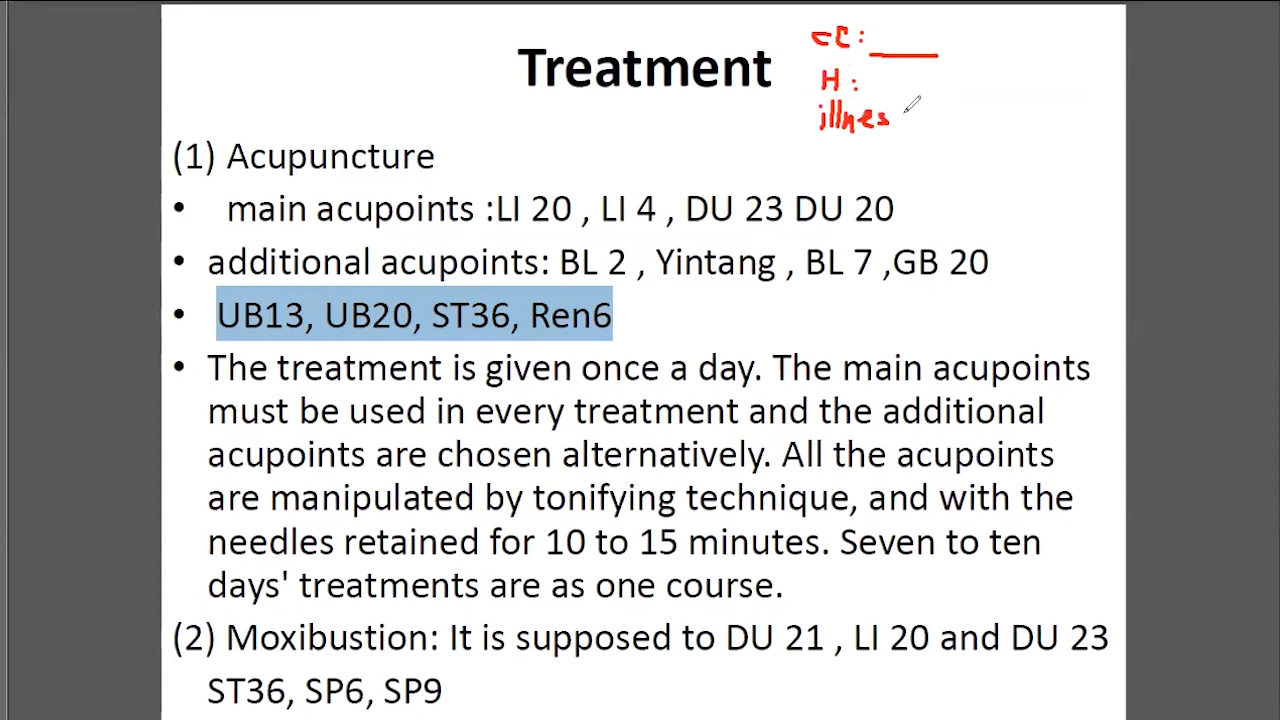 Treatment
CC:
H:
illnes
(1) Acupuncture
• main acupoints :LI 20 , LI 4 , DU 23 DU 20
• additional acupoints: BL 2 , Yintang , BL 7 ,GB 20
• UB13, UB20, ST36, Ren6
• The treatment is given once a day. The main acupoints
must be used in every treatment and the additional
acupoints are chosen alternatively. All the acupoints
are manipulated by tonifying technique, and with the
needles retained for 10 to 15 minutes. Seven to ten
days' treatments are as one course.
(2) Moxibustion: It is supposed to DU 21 , LI 20 and DU 23
ST36, SP6, SP9